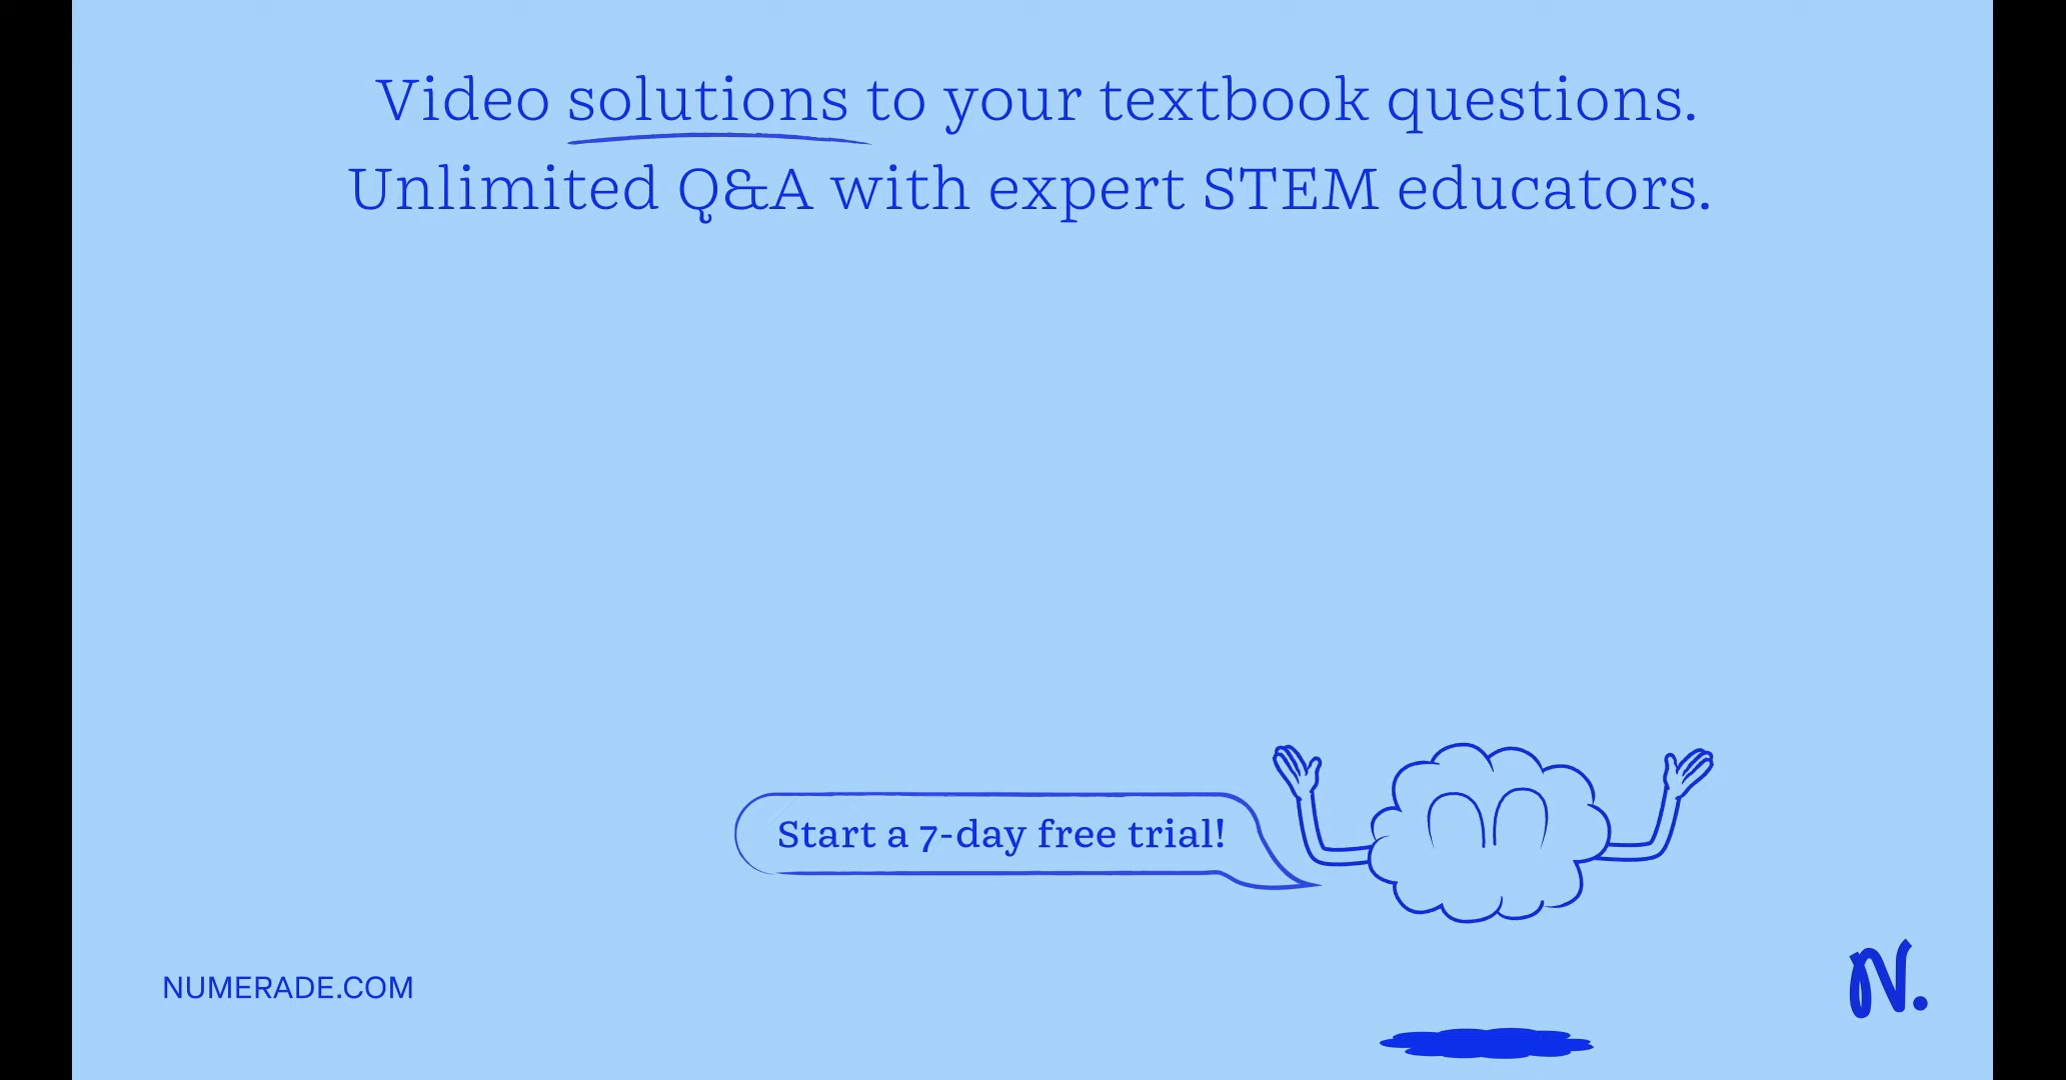 Video solutions to your textbook questions.
Unlimited Q&A with expert STEM educators.
Start a 7-day free trial!
NUMERADE.COM
N.